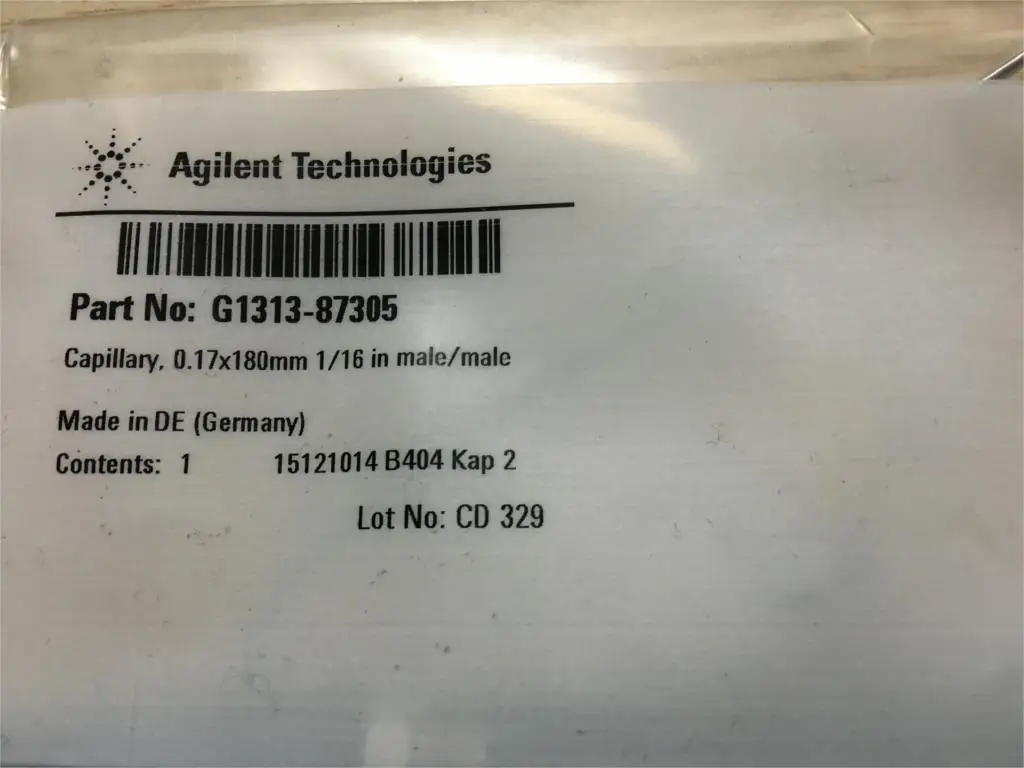 Agilent Technologies
Part No: G1313-87305
Capillary, 0.17x180mm 1/16 in male/male
Made in DE (Germany)
Contents: 1 15121014 B404 Kap 2
Lot No: CD 329